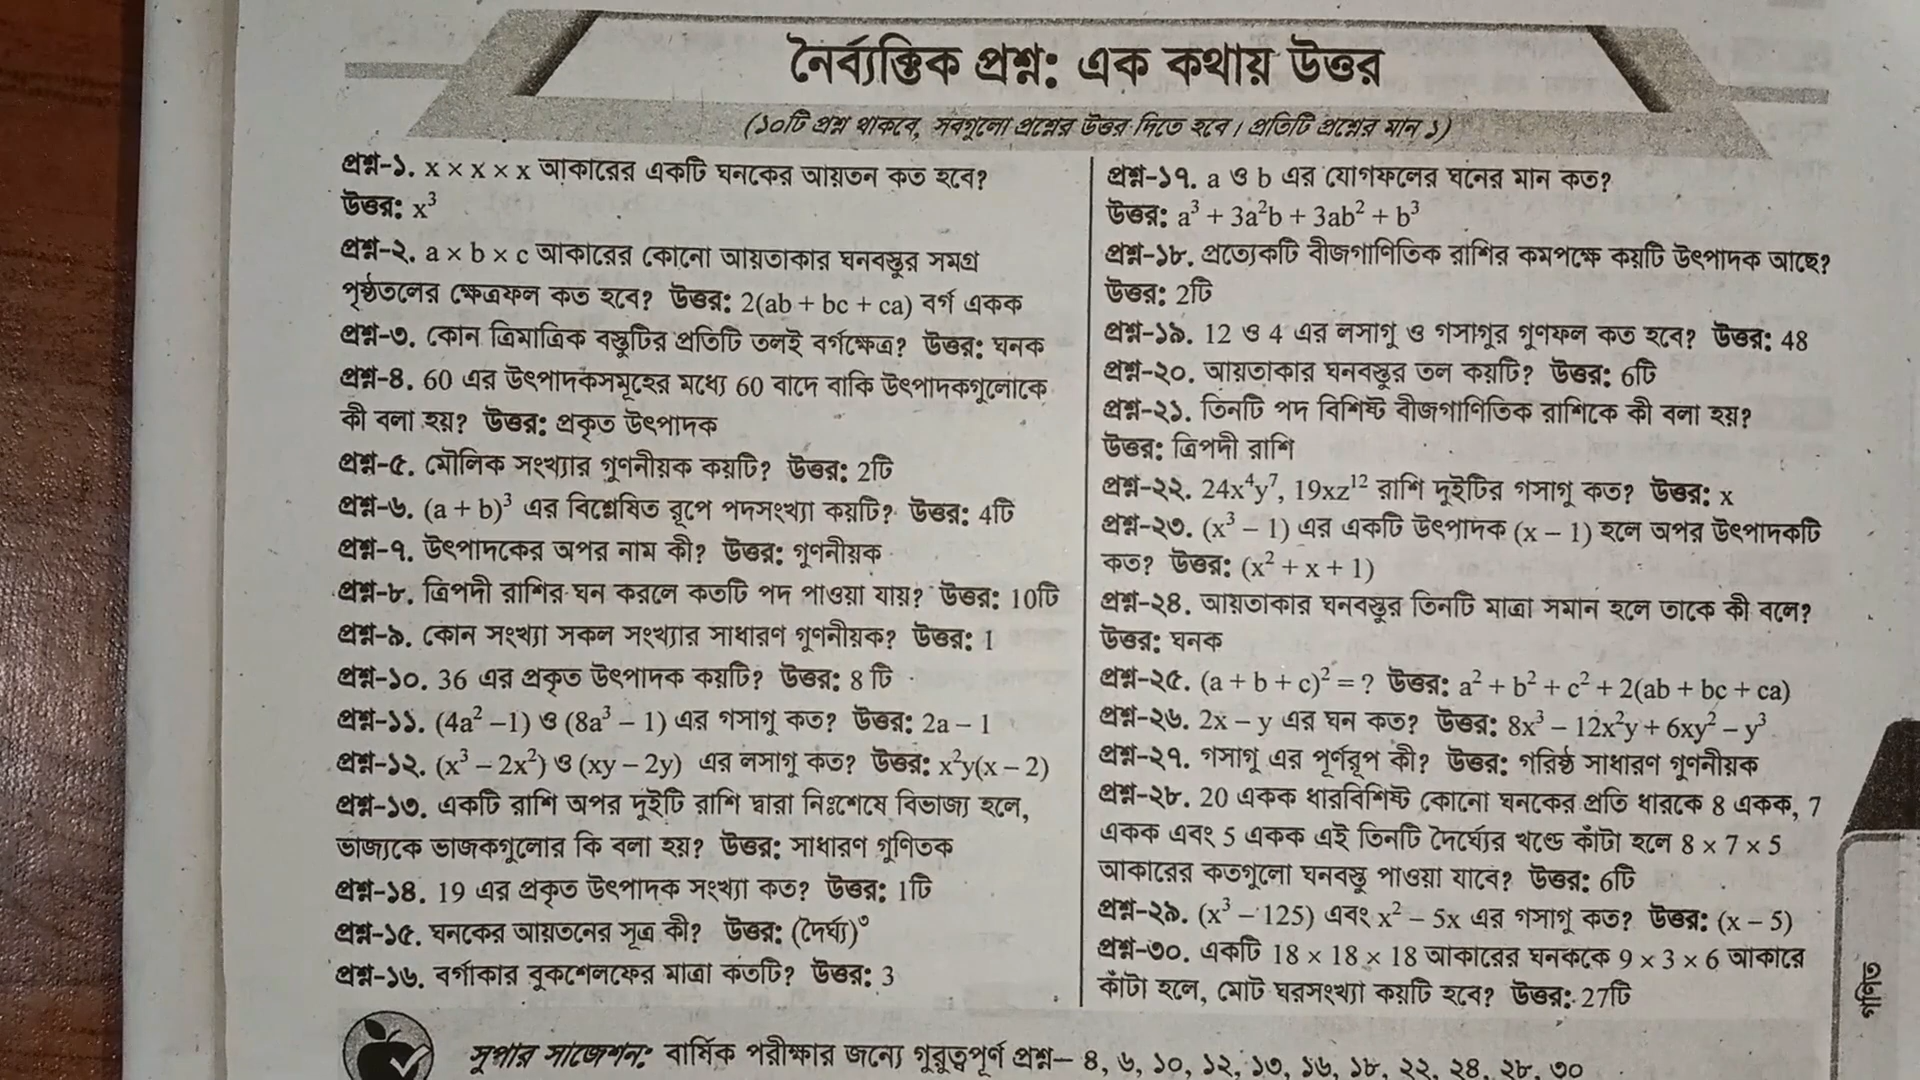 নৈর্ব্যক্তিক প্রশ্ন: এক কথায় উত্তর
(১০টি প্রশ্ন থাকবে, সবগুলো প্রশ্নের উত্তর দিতে হবে। প্রতিটি প্রশ্নের মান ১)
প্রশ্ন-১. x × x × x আকারের একটি ঘনকের আয়তন কত হবে?
উত্তর: x³
প্রশ্ন-২. a × b × c আকারের কোনো আয়তাকার ঘনবস্তুর সমগ্র
পৃষ্ঠতলের ক্ষেত্রফল কত হবে? উত্তর: 2(ab + bc + ca) বর্গ একক
প্রশ্ন-৩. কোন ত্রিমাত্রিক বস্তুটির প্রতিটি তলই বর্গক্ষেত্র? উত্তর: ঘনক
প্রশ্ন-৪. 60 এর উৎপাদকসমূহের মধ্যে 60 বাদে বাকি উৎপাদকগুলোকে
কী বলা হয়? উত্তর: প্রকৃত উৎপাদক
প্রশ্ন-৫. মৌলিক সংখ্যার গুণনীয়ক কয়টি? উত্তর: 2টি
প্রশ্ন-৬. (a + b)³ এর বিশ্লেষিত রূপে পদসংখ্যা কয়টি? উত্তর: 4টি
প্রশ্ন-৭. উৎপাদকের অপর নাম কী? উত্তর: গুণনীয়ক
প্রশ্ন-৮. ত্রিপদী রাশির ঘন করলে কতটি পদ পাওয়া যায়? উত্তর: 10টি
প্রশ্ন-৯. কোন সংখ্যা সকল সংখ্যার সাধারণ গুণনীয়ক? উত্তর: 1
প্রশ্ন-১০. 36 এর প্রকৃত উৎপাদক কয়টি? উত্তর: 8 টি
প্রশ্ন-১১. (4a² –1) ও (8a³ – 1) এর গসাগু কত? উত্তর: 2a – 1
প্রশ্ন-১২. (x³ – 2x²) ও (xy – 2y) এর লসাগু কত? উত্তর: x²y(x – 2)
প্রশ্ন-১৩. একটি রাশি অপর দুইটি রাশি দ্বারা নিঃশেষে বিভাজ্য হলে,
ভাজ্যকে ভাজকগুলোর কি বলা হয়? উত্তর: সাধারণ গুণিতক
প্রশ্ন-১৪. 19 এর প্রকৃত উৎপাদক সংখ্যা কত? উত্তর: 1টি
প্রশ্ন-১৫. ঘনকের আয়তনের সূত্র কী? উত্তর: (দৈর্ঘ্য)³
প্রশ্ন-১৬. বর্গাকার বুকশেলফের মাত্রা কতটি? উত্তর: 3
প্রশ্ন-১৭. a ও b এর যোগফলের ঘনের মান কত?
উত্তর: a³ + 3a²b + 3ab² + b³
প্রশ্ন-১৮. প্রত্যেকটি বীজগাণিতিক রাশির কমপক্ষে কয়টি উৎপাদক আছে?
উত্তর: 2টি
প্রশ্ন-১৯. 12 ও 4 এর লসাগু ও গসাগুর গুণফল কত হবে? উত্তর: 48
প্রশ্ন-২০. আয়তাকার ঘনবস্তুর তল কয়টি? উত্তর: 6টি
প্রশ্ন-২১. তিনটি পদ বিশিষ্ট বীজগাণিতিক রাশিকে কী বলা হয়?
উত্তর: ত্রিপদী রাশি
প্রশ্ন-২২. 24x⁴y⁷, 19xz¹² রাশি দুইটির গসাগু কত? উত্তর: x
প্রশ্ন-২৩. (x³ – 1) এর একটি উৎপাদক (x – 1) হলে অপর উৎপাদকটি
কত? উত্তর: (x² + x + 1)
প্রশ্ন-২৪. আয়তাকার ঘনবস্তুর তিনটি মাত্রা সমান হলে তাকে কী বলে?
উত্তর: ঘনক
প্রশ্ন-২৫. (a + b + c)² = ? উত্তর: a² + b² + c² + 2(ab + bc + ca)
প্রশ্ন-২৬. 2x – y এর ঘন কত? উত্তর: 8x³ – 12x²y + 6xy² – y³
প্রশ্ন-২৭. গসাগু এর পূর্ণরূপ কী? উত্তর: গরিষ্ঠ সাধারণ গুণনীয়ক
প্রশ্ন-২৮. 20 একক ধারবিশিষ্ট কোনো ঘনকের প্রতি ধারকে 8 একক, 7
একক এবং 5 একক এই তিনটি দৈর্ঘ্যের খণ্ডে কাঁটা হলে 8 × 7 × 5
আকারের কতগুলো ঘনবস্তু পাওয়া যাবে? উত্তর: 6টি
প্রশ্ন-২৯. (x³ – 125) এবং x² – 5x এর গসাগু কত? উত্তর: (x – 5)
প্রশ্ন-৩০. একটি 18 × 18 × 18 আকারের ঘনককে 9 × 3 × 6 আকারে
কাঁটা হলে, মোট ঘরসংখ্যা কয়টি হবে? উত্তর: 27টি
গণিত
সুপার সাজেশন: বার্ষিক পরীক্ষার জন্যে গুরুত্বপূর্ণ প্রশ্ন– ৪, ৬, ১০, ১২, ১৩, ১৬, ১৮, ২২, ২৪, ২৮, ৩০